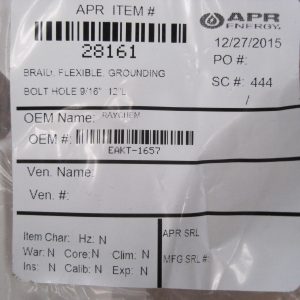 APR ITEM #
APR
ENERGY
28161
12/27/2015
BRAID, FLEXIBLE, GROUNDING
PO #:
BOLT HOLE 9/16" 12"L
SC #: 444
/
OEM Name: RAYCHEM
OEM #:
EAKT-1657
Ven. Name:
Ven. #:
Item Char: Hz: N
APR SRL
War: N Core: N Clim: N
Ins: N Calib: N Exp: N
MFG SRL #: